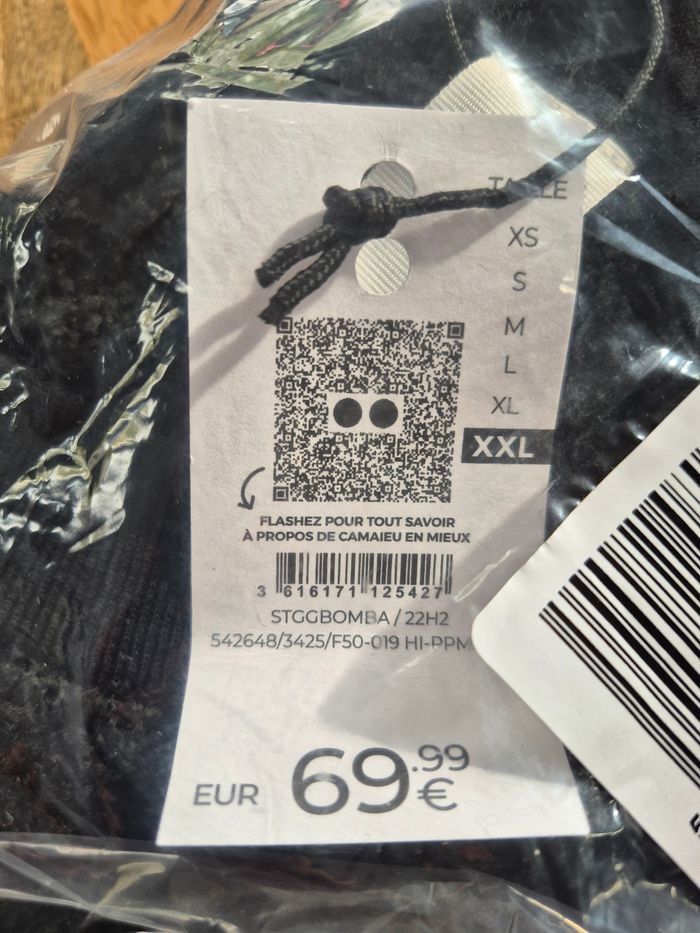 TAILLE
XS
S
M
L
XL
XXL
FLASHEZ POUR TOUT SAVOIR
À PROPOS DE CAMAIEU EN MIEUX
3 616171 125427
STGGBOMBA / 22H2
542648/3425/F50-019 HI-PPM
EUR 69.99 €